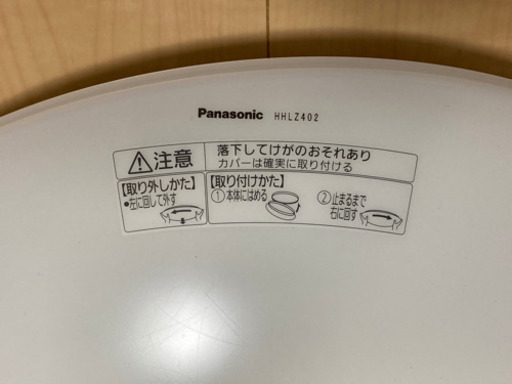 Panasonic HHLZ402
注意
落下してけがのおそれあり
カバーは確実に取り付ける
【取り外しかた】
●左に回して外す
【取り付けかた】
①本体にはめる
②止まるまで
右に回す